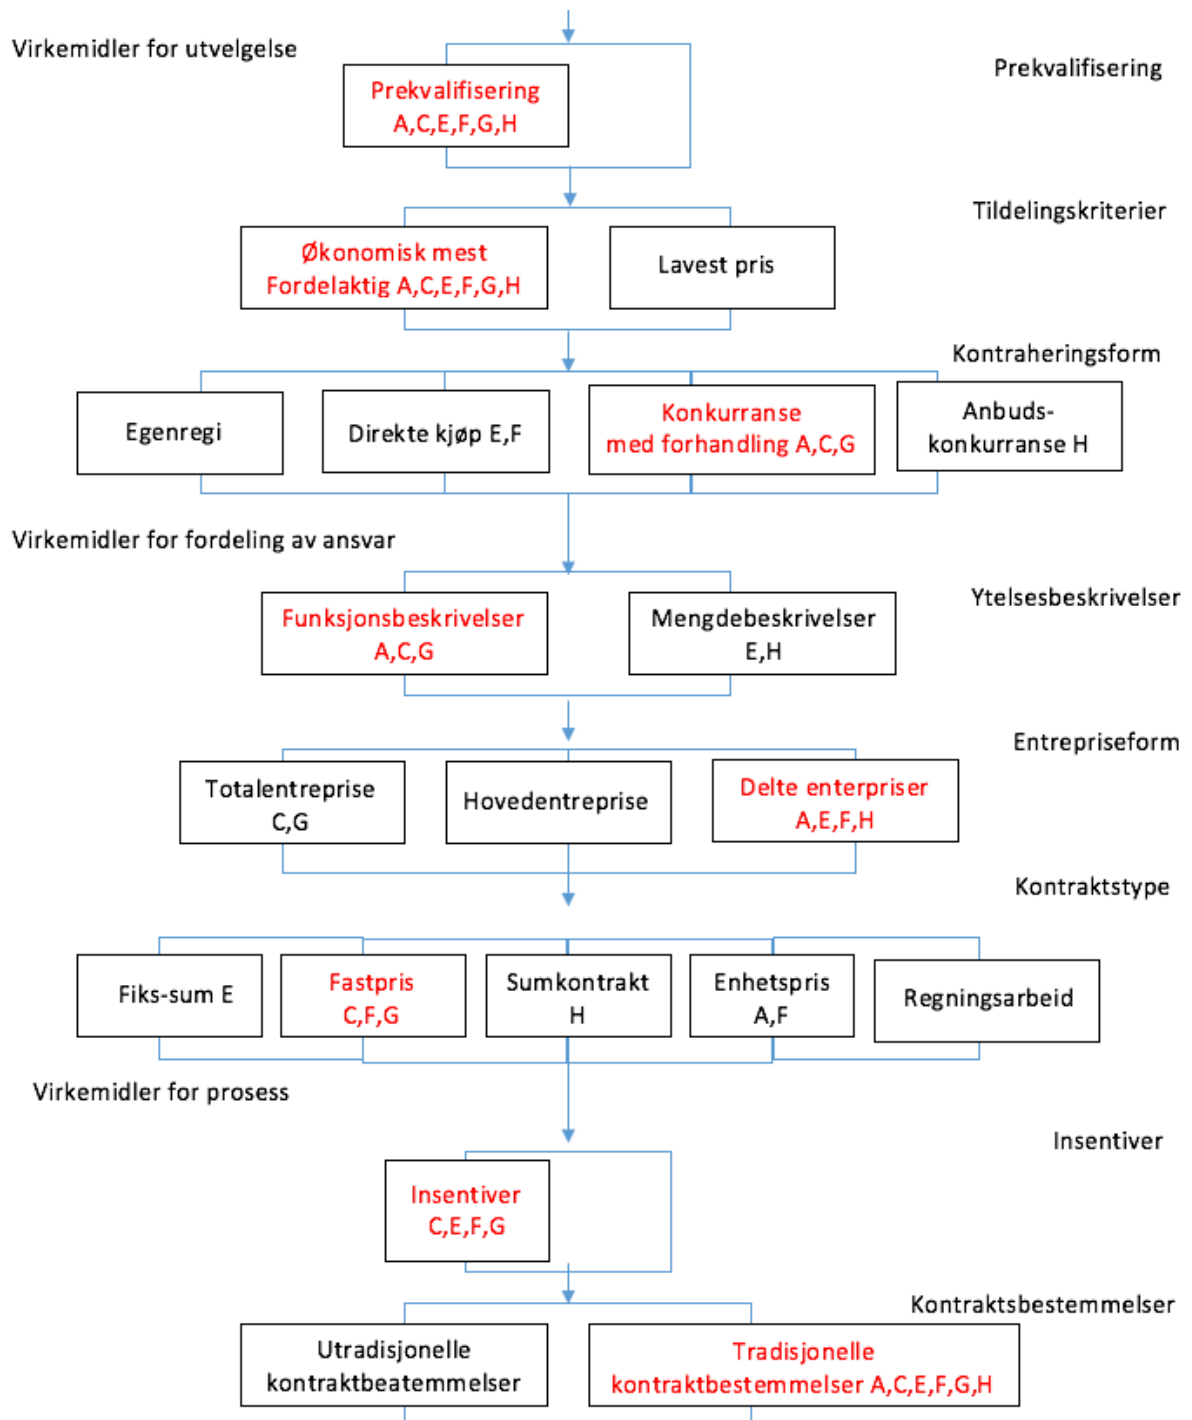 Virkemidler for utvelgelse
Prekvalifisering
Prekvalifisering
A,C,E,F,G,H
Tildelingskriterier
Økonomisk mest
Fordelaktig A,C,E,F,G,H
Lavest pris
Kontraheringsform
Egenregi
Direkte kjøp E,F
Konkurranse
med forhandling A,C,G
Anbuds-
konkurranse H
Virkemidler for fordeling av ansvar
Ytelsesbeskrivelser
Funksjonsbeskrivelser
A,C,G
Mengdebeskrivelser
E,H
Entrepriseform
Totalentreprise
C,G
Hovedentreprise
Delte enterpriser
A,E,F,H
Kontraktstype
Fiks-sum E
Fastpris
C,F,G
Sumkontrakt
H
Enhetspris
A,F
Regningsarbeid
Virkemidler for prosess
Insentiver
Insentiver
C,E,F,G
Kontraktsbestemmelser
Utradisjonelle
kontraktbeatemmelser
Tradisjonelle
kontraktbestemmelser A,C,E,F,G,H